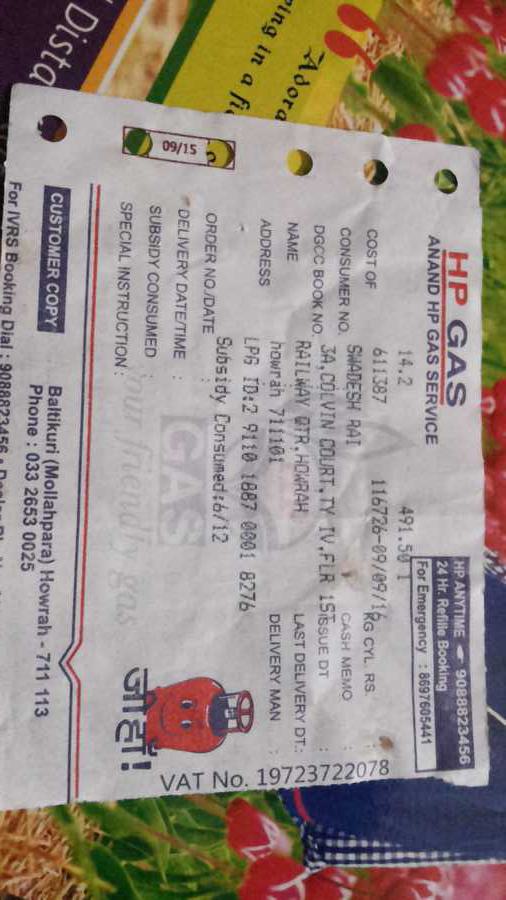 HP GAS
ANAND HP GAS SERVICE
HP ANYTIME 9088823456
24 Hr. Refille Booking
For Emergency : 8697605441
14.2 491.50 1
COST OF KG CYL. RS. :
611387 116726-09/09/16
CONSUMER NO. CASH MEMO :
SWADESH RAI
DGCC BOOK NO. ISSUE DT :
3A,COLVIN COURT,TY IV,FLR 1ST
NAME LAST DELIVERY DT.:
RAILWAY QTR,HOWRAH
ADDRESS DELIVERY MAN :
howrah 711101
LPG ID:2 9110 1887 0001 8276
ORDER NO./DATE :
Subsidy Consumed:6/12
DELIVERY DATE/TIME :
SUBSIDY CONSUMED :
SPECIAL INSTRUCTION :
your friendly gas
GAS
09/15
जी हाँ!
VAT No. 19723722078
CUSTOMER COPY
Baltikuri (Mollahpara) Howrah - 711 113
Phone : 033 2653 0025
For IVRS Booking Dial : 9088823456
Dista
ping in a
Adora